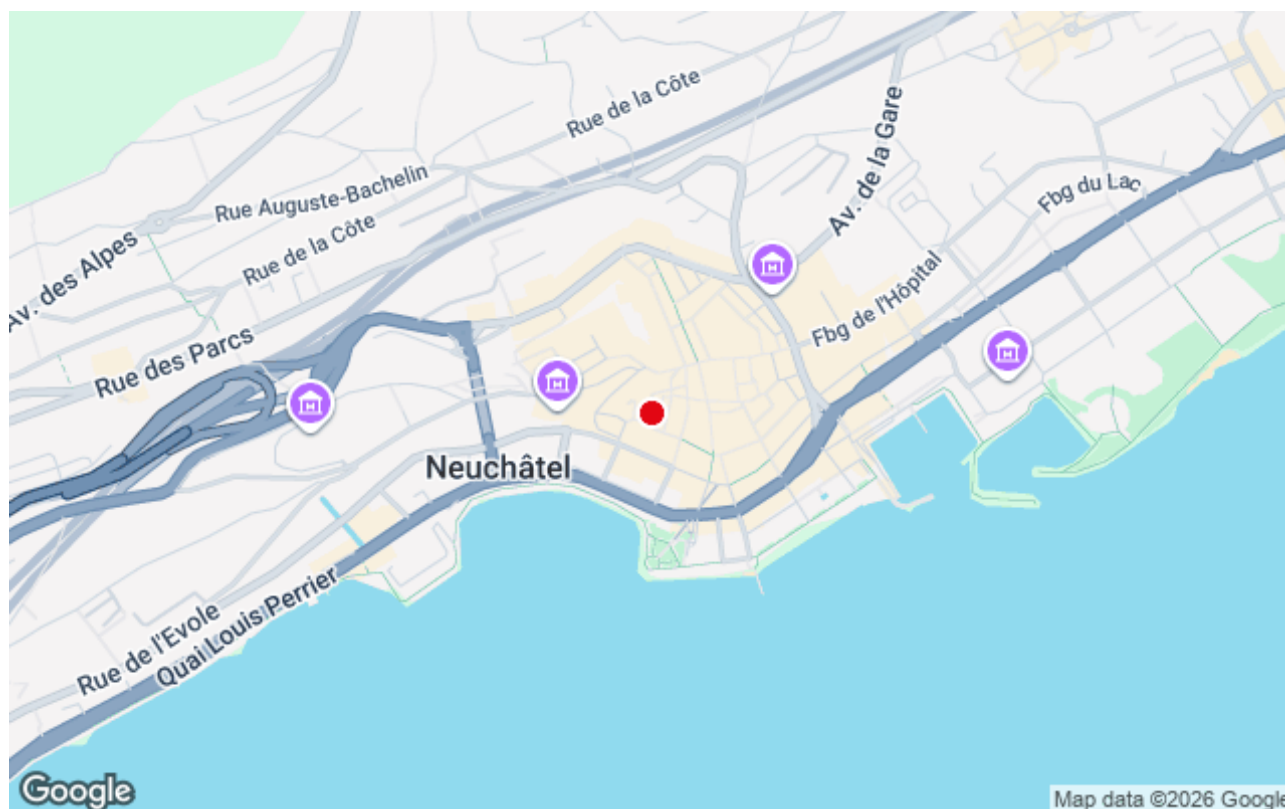 Rue de la Côte
Av. de la Gare
Rue Auguste-Bachelin
Fbg du Lac
Av. des Alpes
Rue de la Côte
Fbg de l'Hôpital
Rue des Parcs
Neuchâtel
Rue de l'Evole
Quai Louis Perrier
Google
Map data ©2026 Google